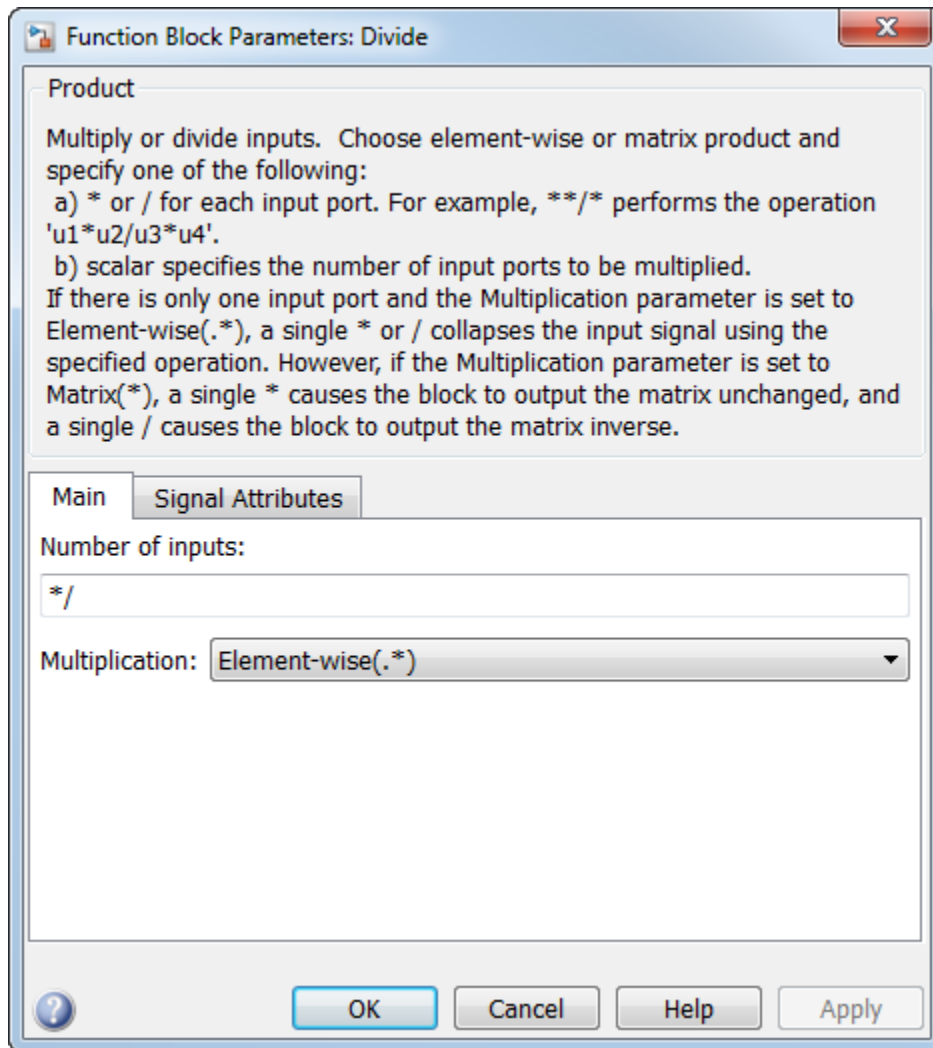 Function Block Parameters: Divide
Product
Multiply or divide inputs.  Choose element-wise or matrix product and
specify one of the following:
a) * or / for each input port. For example, **/* performs the operation
'u1*u2/u3*u4'.
b) scalar specifies the number of input ports to be multiplied.
If there is only one input port and the Multiplication parameter is set to
Element-wise(.*), a single * or / collapses the input signal using the
specified operation. However, if the Multiplication parameter is set to
Matrix(*), a single * causes the block to output the matrix unchanged, and
a single / causes the block to output the matrix inverse.
Main Signal Attributes
Number of inputs:
*/
Multiplication: Element-wise(.*)
OK Cancel Help Apply